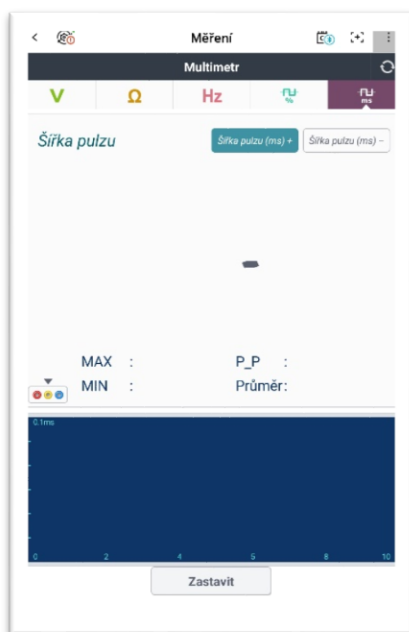 Měření
Multimetr
V Ω Hz % ms
Šířka pulzu Šířka pulzu (ms) + Šířka pulzu (ms) −
MAX : P_P :
MIN : Průměr:
0.1ms
0 2 4 5 8 10
Zastavit